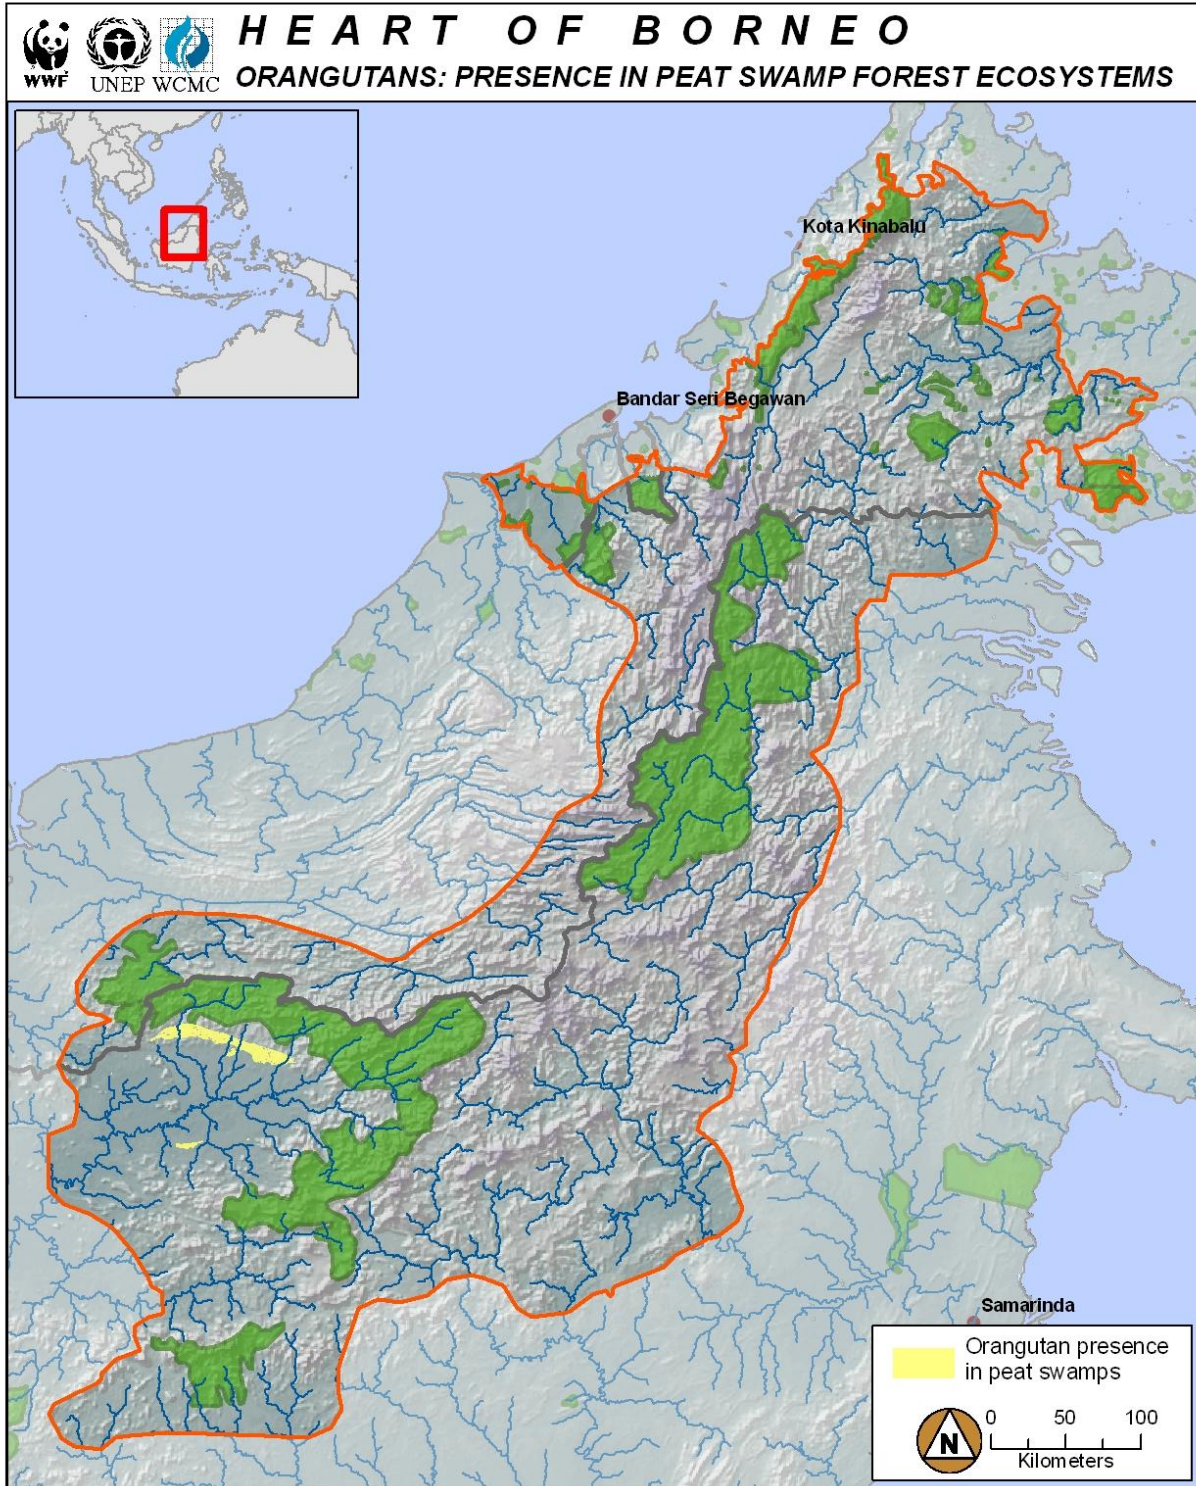 HEART OF BORNEO
ORANGUTANS: PRESENCE IN PEAT SWAMP FOREST ECOSYSTEMS
WWF
UNEP WCMC
Kota Kinabalu
Bandar Seri Begawan
Samarinda
Orangutan presence
in peat swamps
N
0 50 100
Kilometers